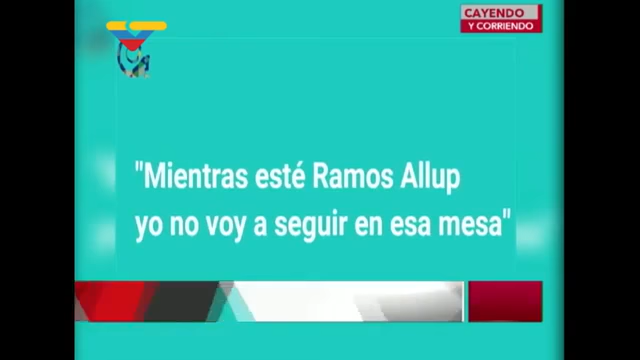 CAYENDO
Y CORRIENDO
"Mientras esté Ramos Allup
yo no voy a seguir en esa mesa"